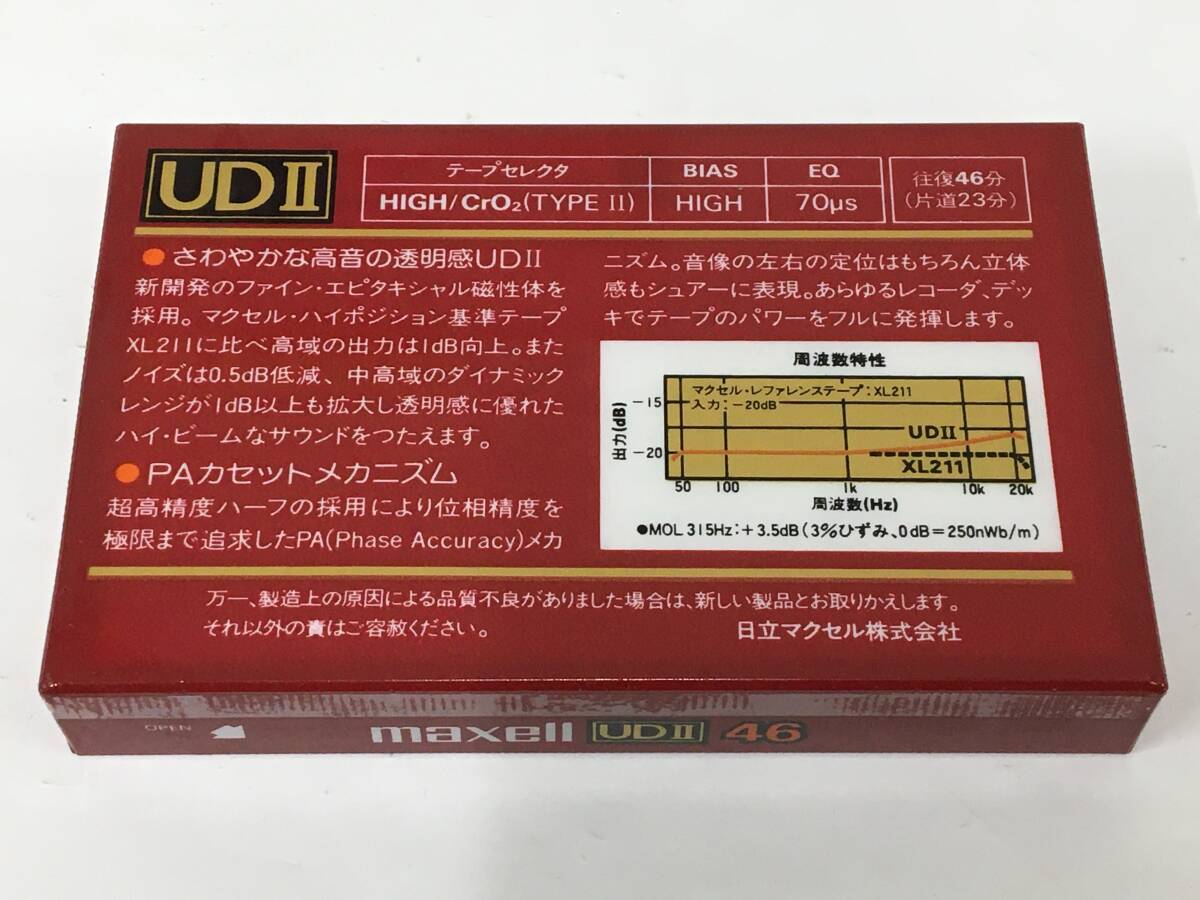 UDII
テープセレクタ BIAS EQ
HIGH/CrO₂(TYPE II) HIGH 70μs
往復46分
(片道23分)
●さわやかな高音の透明感UDII
新開発のファイン・エピタキシャル磁性体を
採用。マクセル・ハイポジション基準テープ
XL211に比べ高域の出力は1dB向上。また
ノイズは0.5dB低減、中高域のダイナミック
レンジが1dB以上も拡大し透明感に優れた
ハイ・ビームなサウンドをつたえます。
●PAカセットメカニズム
超高精度ハーフの採用により位相精度を
極限まで追求したPA(Phase Accuracy)メカ
ニズム。音像の左右の定位はもちろん立体
感もシュアーに表現。あらゆるレコーダ、デッ
キでテープのパワーをフルに発揮します。
周波数特性
マクセル・レファレンステープ:XL211
入力:-20dB
出力(dB)
-15
-20
UDII
XL211
50 100 1k 10k 20k
周波数(Hz)
●MOL 315Hz:+3.5dB(3%ひずみ、0dB=250nWb/m)
万一、製造上の原因による品質不良がありました場合は、新しい製品とお取りかえします。
それ以外の責はご容赦ください。
日立マクセル株式会社
OPEN
maxell UDII 46